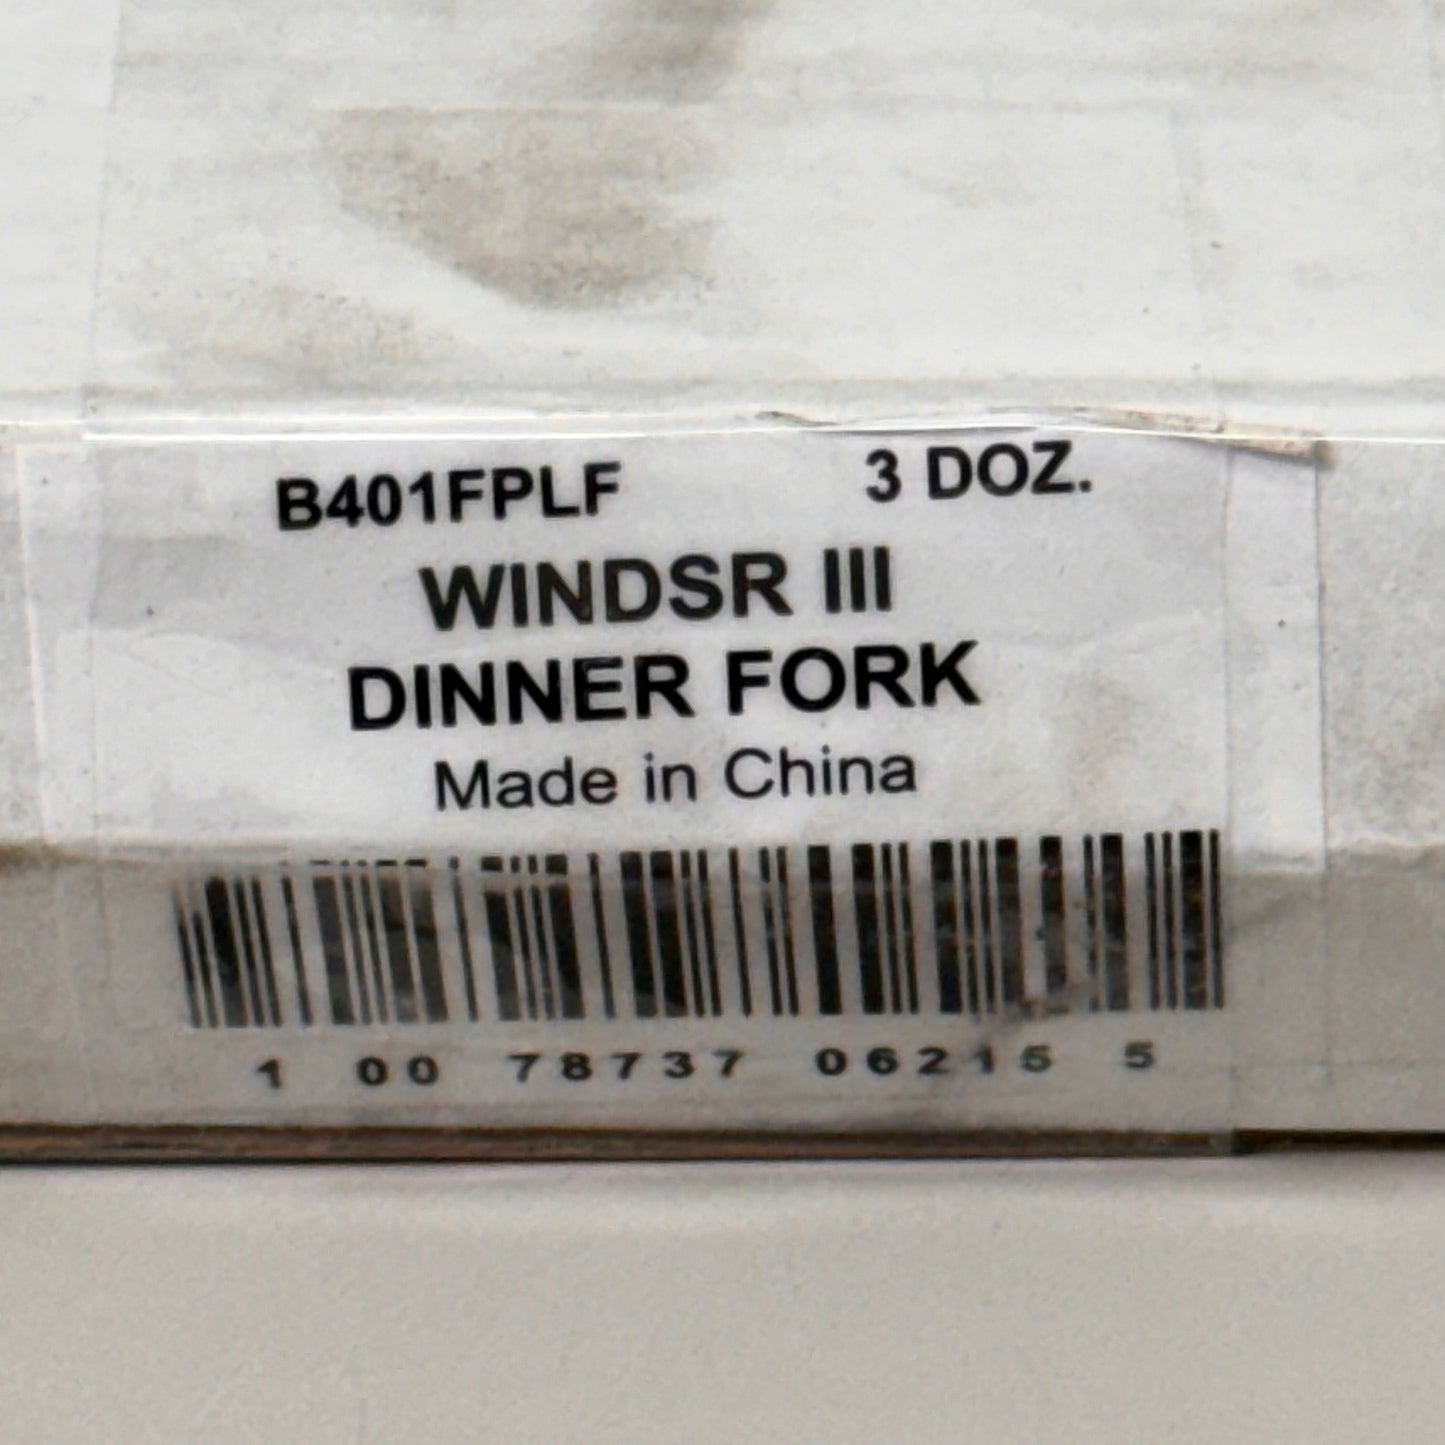 B401FPLF 3 DOZ.
WINDSR III
DINNER FORK
Made in China
1 00 78737 06215 5